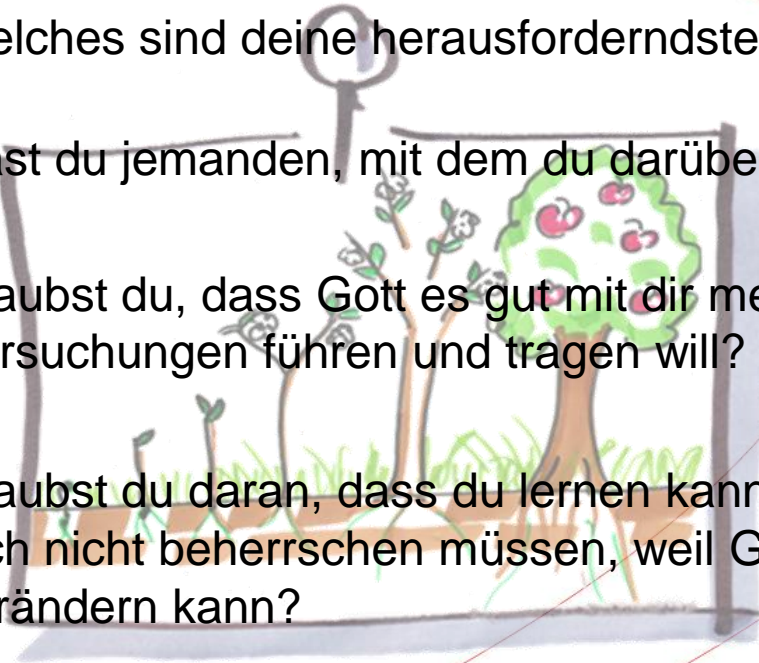 elches sind deine herausforderndste
ast du jemanden, mit dem du darübe
aubst du, dass Gott es gut mit dir me
rsuchungen führen und tragen will?
aubst du daran, dass du lernen kann
ch nicht beherrschen müssen, weil G
rändern kann?